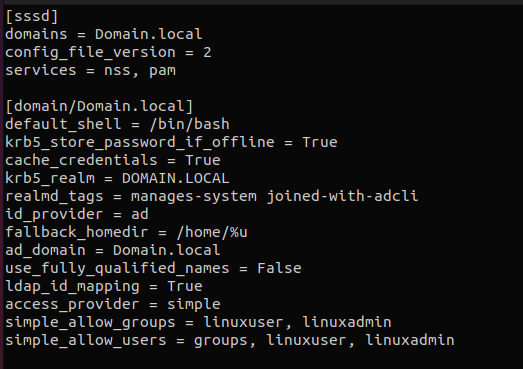 [sssd]
domains = Domain.local
config_file_version = 2
services = nss, pam
[domain/Domain.local]
default_shell = /bin/bash
krb5_store_password_if_offline = True
cache_credentials = True
krb5_realm = DOMAIN.LOCAL
realmd_tags = manages-system joined-with-adcli
id_provider = ad
fallback_homedir = /home/%u
ad_domain = Domain.local
use_fully_qualified_names = False
ldap_id_mapping = True
access_provider = simple
simple_allow_groups = linuxuser, linuxadmin
simple_allow_users = groups, linuxuser, linuxadmin